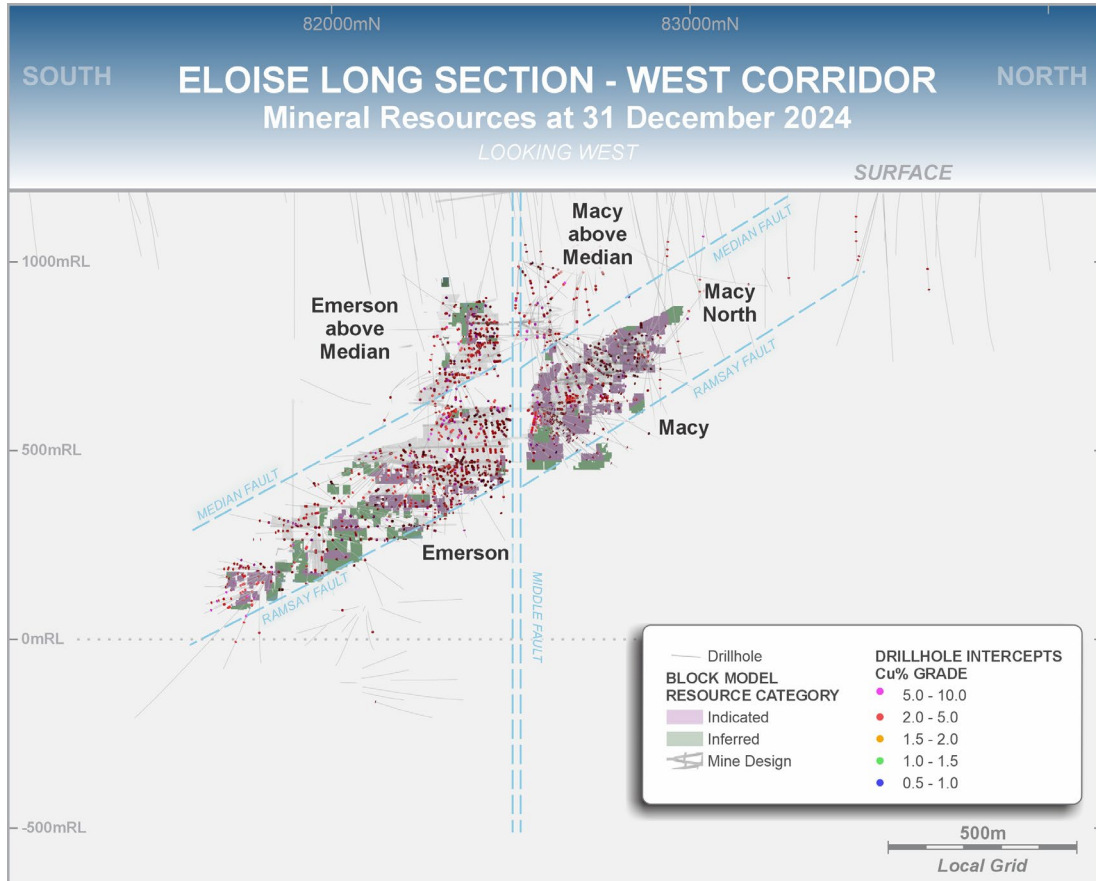 82000mN
83000mN
SOUTH
ELOISE LONG SECTION - WEST CORRIDOR
NORTH
Mineral Resources at 31 December 2024
LOOKING WEST
SURFACE
Macy
above
Median
MEDIAN FAULT
1000mRL
Emerson
above
Median
Macy
North
RAMSAY FAULT
Macy
500mRL
MEDIAN FAULT
Emerson
RAMSAY FAULT
MIDDLE FAULT
0mRL
Drillhole
BLOCK MODEL
RESOURCE CATEGORY
Indicated
Inferred
Mine Design
DRILLHOLE INTERCEPTS
Cu% GRADE
5.0 - 10.0
2.0 - 5.0
1.5 - 2.0
1.0 - 1.5
0.5 - 1.0
-500mRL
500m
Local Grid